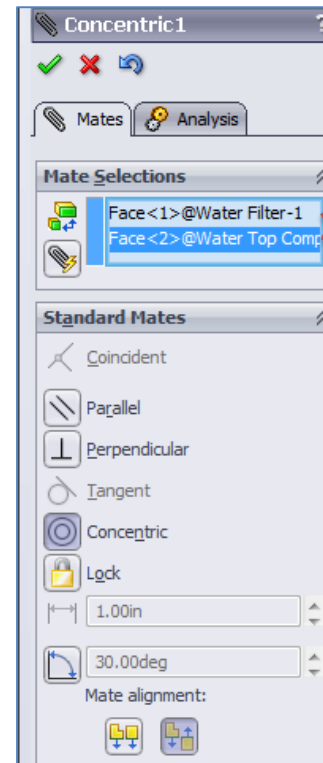 Concentric1
Mates Analysis
Mate Selections
Face<1>@Water Filter-1
Face<2>@Water Top Comp
Standard Mates
Coincident
Parallel
Perpendicular
Tangent
Concentric
Lock
1.00in
30.00deg
Mate alignment: